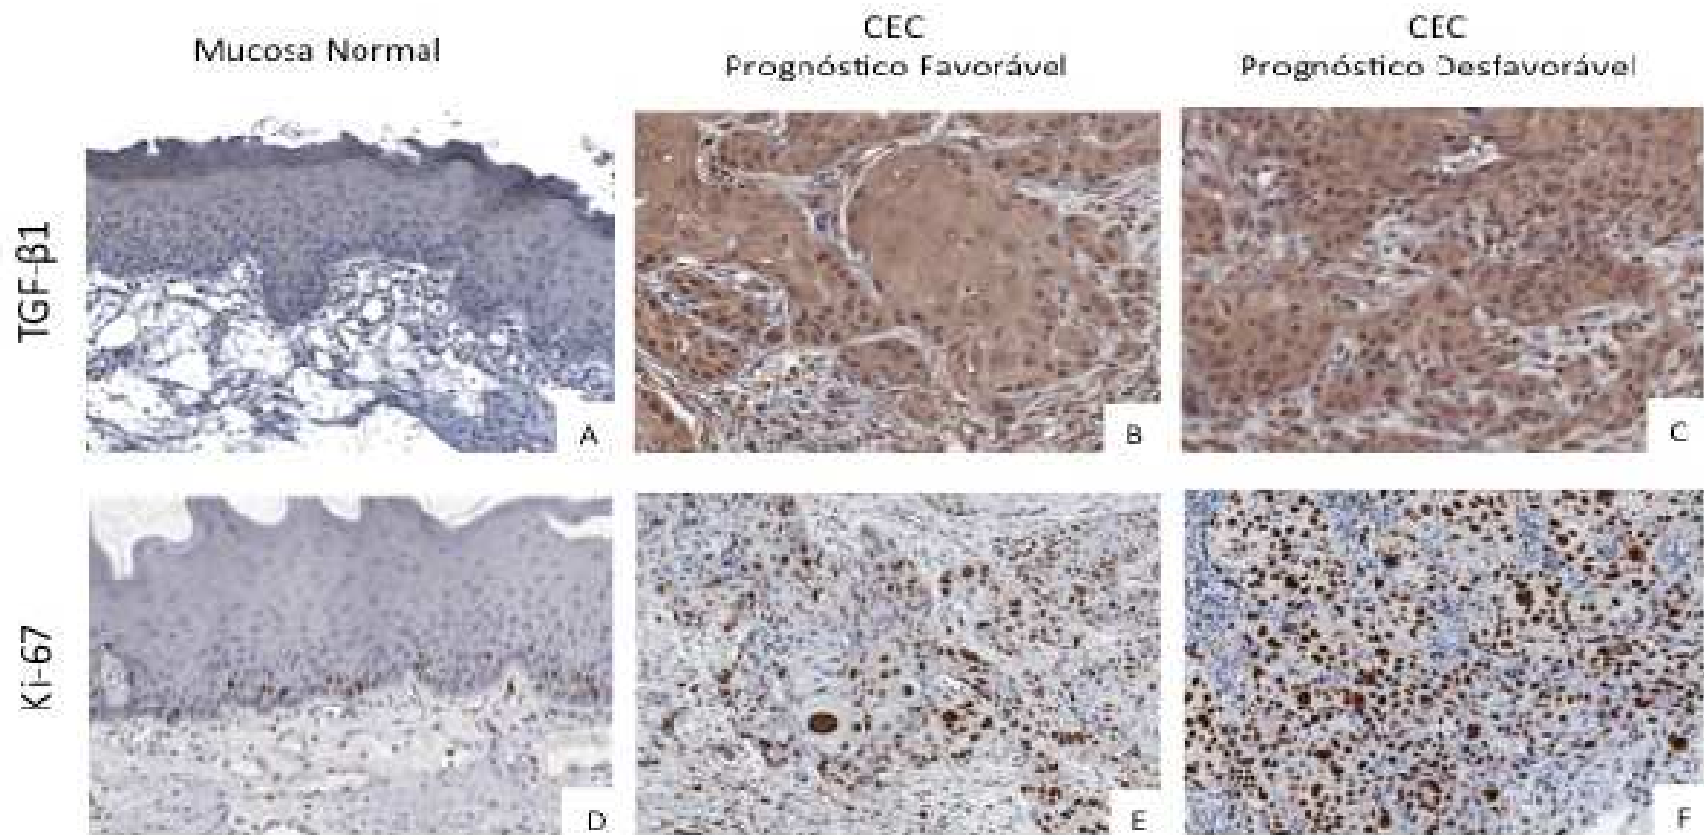 Mucosa Normal
CEC
Prognóstico Favorável
CEC
Prognóstico Desfavorável
TGF-β1
A
B
C
Ki-67
D
E
F